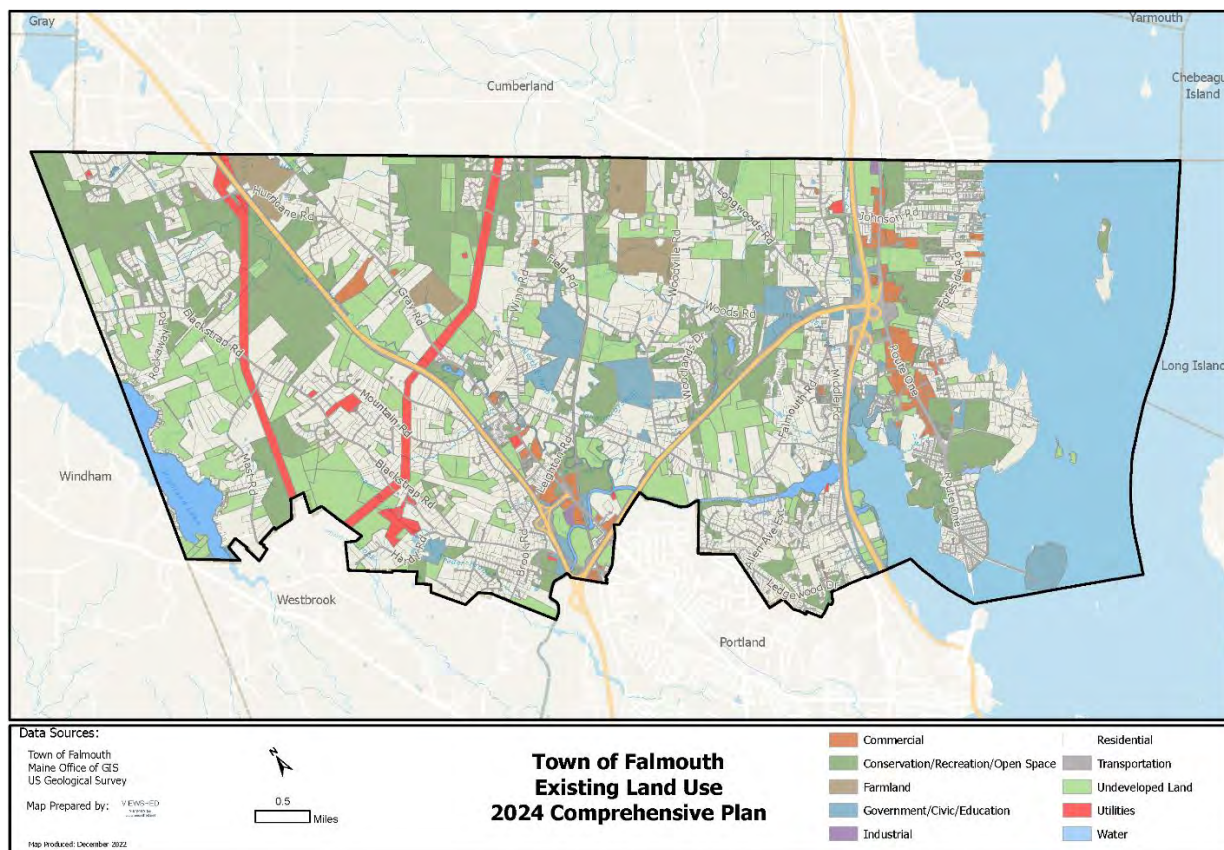 Gray
Yarmouth
Cumberland
Chebeague
Island
Hurricane Rd
Longwoods Rd
Johnson Rd
Field Rd
Winn Rd
Woodville Rd
Foreside Rd
Gray Rd
Woods Rd
Rockaway Rd
Blackstrap Rd
Woodlands Dr
Route One
Middle Rd
Long Island
Falmouth Rd
Mountain Rd
Leighton Rd
Windham
Mast Rd
Blackstrap Rd
Route One
Hardy Rd
Brook Rd
Allen Ave E
Ledgewood Dr
Westbrook
Portland
Data Sources:
Town of Falmouth
Maine Office of GIS
US Geological Survey
Map Prepared by:
VIEWSHED
Map Produced: December 2022
N
0.5
Miles
Town of Falmouth
Existing Land Use
2024 Comprehensive Plan
Commercial
Conservation/Recreation/Open Space
Farmland
Government/Civic/Education
Industrial
Residential
Transportation
Undeveloped Land
Utilities
Water